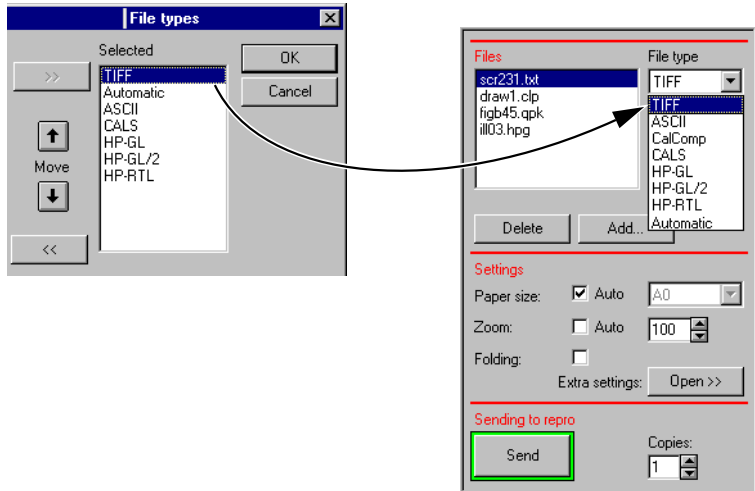 File types
Selected
>>
TIFF
Automatic
ASCII
CALS
HP-GL
HP-GL/2
HP-RTL
OK
Cancel
Move
<<
Files
File type
scr231.txt
draw1.clp
figb45.qpk
ill03.hpg
TIFF
TIFF
ASCII
CalComp
CALS
HP-GL
HP-GL/2
HP-RTL
Automatic
Delete
Add...
Settings
Paper size:
Auto
A0
Zoom:
Auto
100
Folding:
Extra settings:
Open >>
Sending to repro
Send
Copies:
1